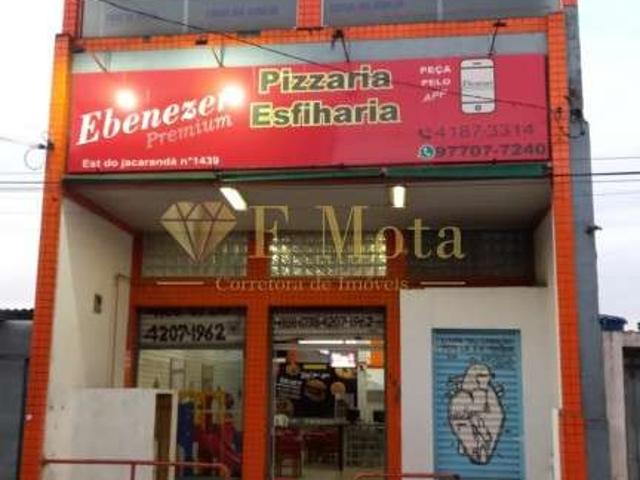 Ebenezer
Premium
Est do jacarandá n°1439
Pizzaria
Esfiharia
PEÇA
PELO
APP
4187-3314
97707-7240
F Mota
Corretora de Imóveis
4207-1962
4207-1962